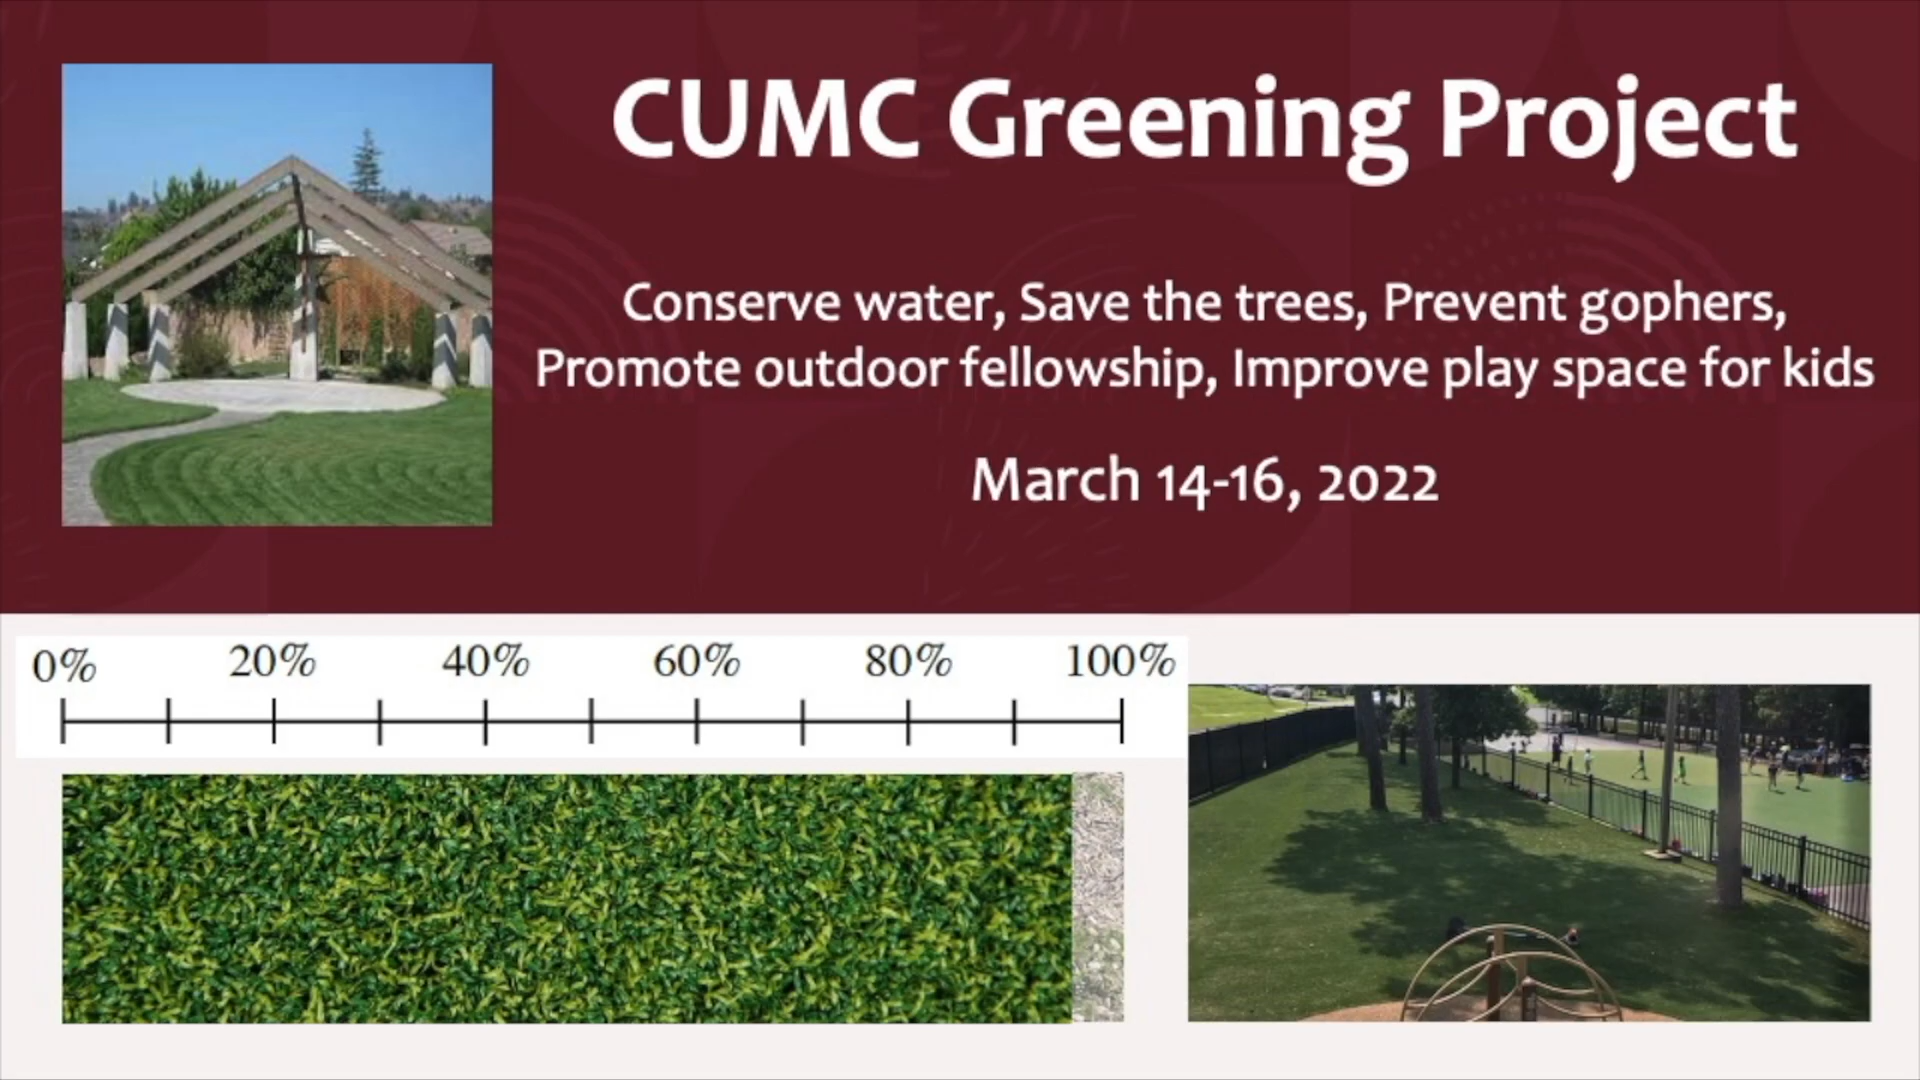 CUMC Greening Project
Conserve water, Save the trees, Prevent gophers,
Promote outdoor fellowship, Improve play space for kids
March 14-16, 2022
0% 20% 40% 60% 80% 100%